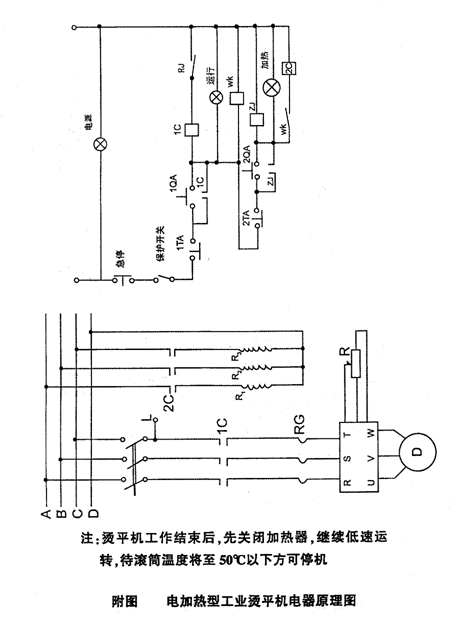 电源
急停
保护开关
RJ
1C
1QA
1C
1TA
运行
wk
ZJ
2QA
ZJ
2TA
加热
2C
wk
A
B
C
D
2C
R3
R2
R1
L
1C
RG
R
R S T
U V W
D
注:烫平机工作结束后,先关闭加热器,继续低速运
转,待滚筒温度将至50℃以下方可停机
附图 电加热型工业烫平机电器原理图